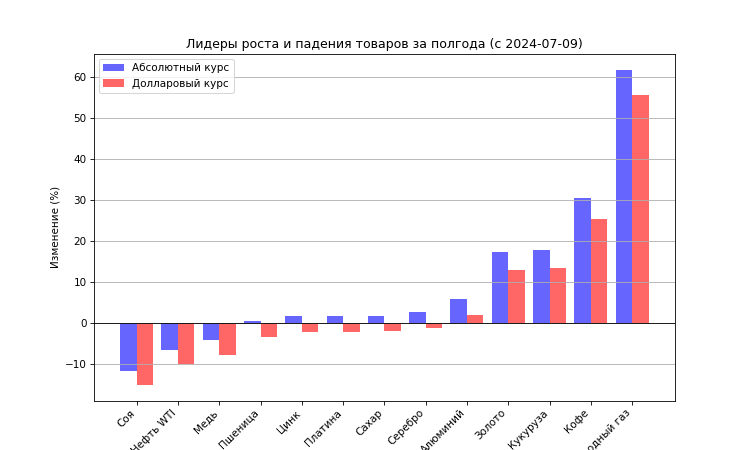 Лидеры роста и падения товаров за полгода (с 2024-07-09)
Абсолютный курс
Долларовый курс
Изменение (%)
60
50
40
30
20
10
0
−10
Соя
Нефть WTI
Медь
Пшеница
Цинк
Платина
Сахар
Серебро
Алюминий
Золото
Кукуруза
Кофе
газ